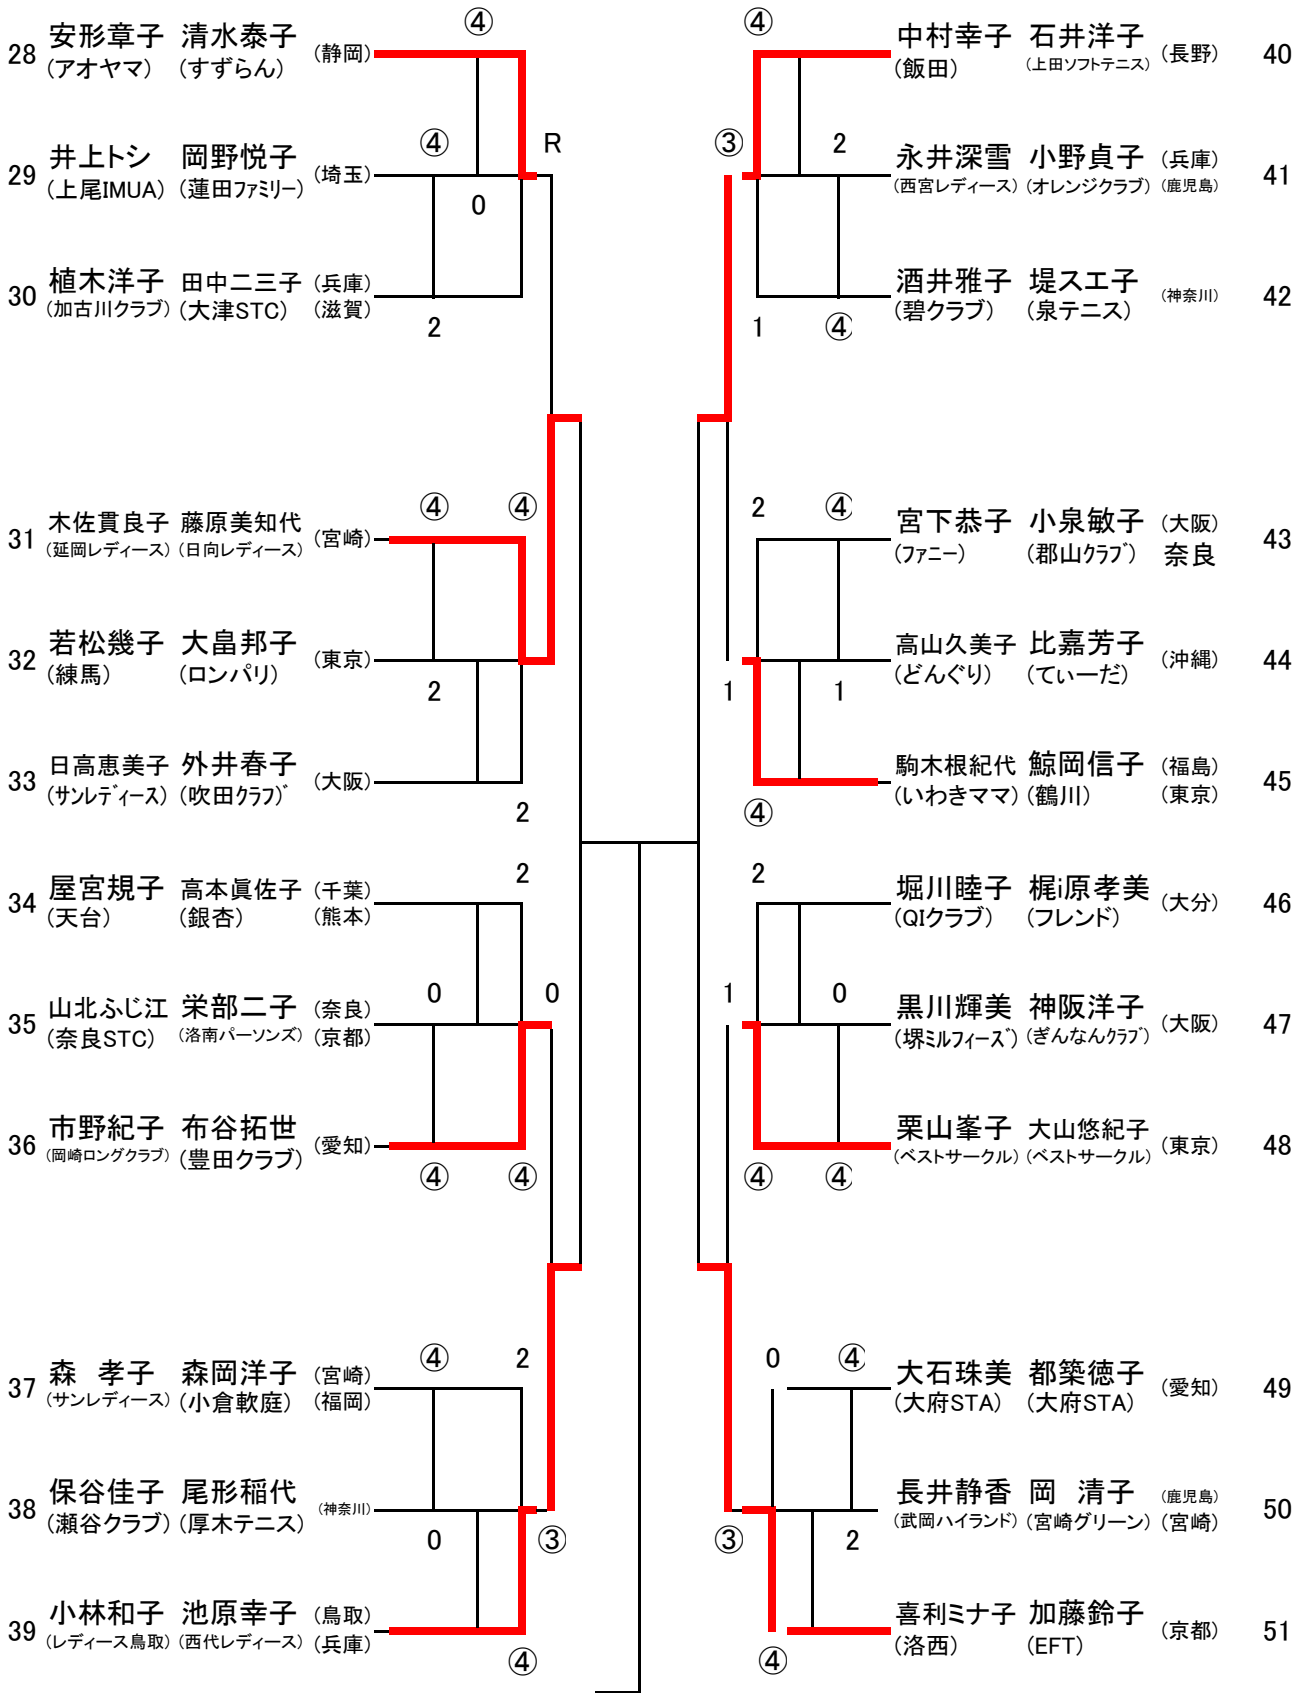 ④
28 安形章子 清水泰子 (静岡)
(アオヤマ) (すずらん)
④ R
29 井上トシ 岡野悦子 (埼玉)
(上尾IMUA) (蓮田ファミリー)
0
30 植木洋子 田中二三子 (兵庫)
(加古川クラブ) (大津STC) (滋賀)
2
④ ④
31 木佐貫良子 藤原美知代 (宮崎)
(延岡レディース) (日向レディース)
32 若松幾子 大畠邦子 (東京)
(練馬) (ロンパリ)
2
33 日高恵美子 外井春子 (大阪)
(サンレディース) (吹田クラブ)
2
2
34 屋宮規子 高本眞佐子 (千葉)
(天台) (銀杏) (熊本)
0 0
35 山北ふじ江 栄部二子 (奈良)
(奈良STC) (洛南パーソンズ) (京都)
36 市野紀子 布谷拓世 (愛知)
(岡崎ロングクラブ) (豊田クラブ)
④ ④
④ 2
37 森 孝子 森岡洋子 (宮崎)
(サンレディース) (小倉軟庭) (福岡)
38 保谷佳子 尾形稲代 (神奈川)
(瀬谷クラブ) (厚木テニス)
0 ③
39 小林和子 池原幸子 (鳥取)
(レディース鳥取) (西代レディース) (兵庫)
④
④
中村幸子 石井洋子 (長野) 40
(飯田) (上田ソフトテニス)
③ 2
永井深雪 小野貞子 (兵庫) 41
(西宮レディース) (オレンジクラブ) (鹿児島)
酒井雅子 堤スエ子 (神奈川) 42
(碧クラブ) (泉テニス)
1 ④
2 ④
宮下恭子 小泉敏子 (大阪) 43
(ファニー) (郡山クラブ) 奈良
高山久美子 比嘉芳子 (沖縄) 44
(どんぐり) (てぃーだ)
1 1
駒木根紀代 鯨岡信子 (福島) 45
(いわきママ) (鶴川) (東京)
④
2
堀川睦子 梶i原孝美 (大分) 46
(QIクラブ) (フレンド)
1 0
黒川輝美 神阪洋子 (大阪) 47
(堺ミルフィーズ) (ぎんなんクラブ)
栗山峯子 大山悠紀子 (東京) 48
(ベストサークル) (ベストサークル)
④ ④
0 ④
大石珠美 都築徳子 (愛知) 49
(大府STA) (大府STA)
長井静香 岡 清子 (鹿児島) 50
(武岡ハイランド) (宮崎グリーン) (宮崎)
③ 2
喜利ミナ子 加藤鈴子 (京都) 51
(洛西) (EFT)
④